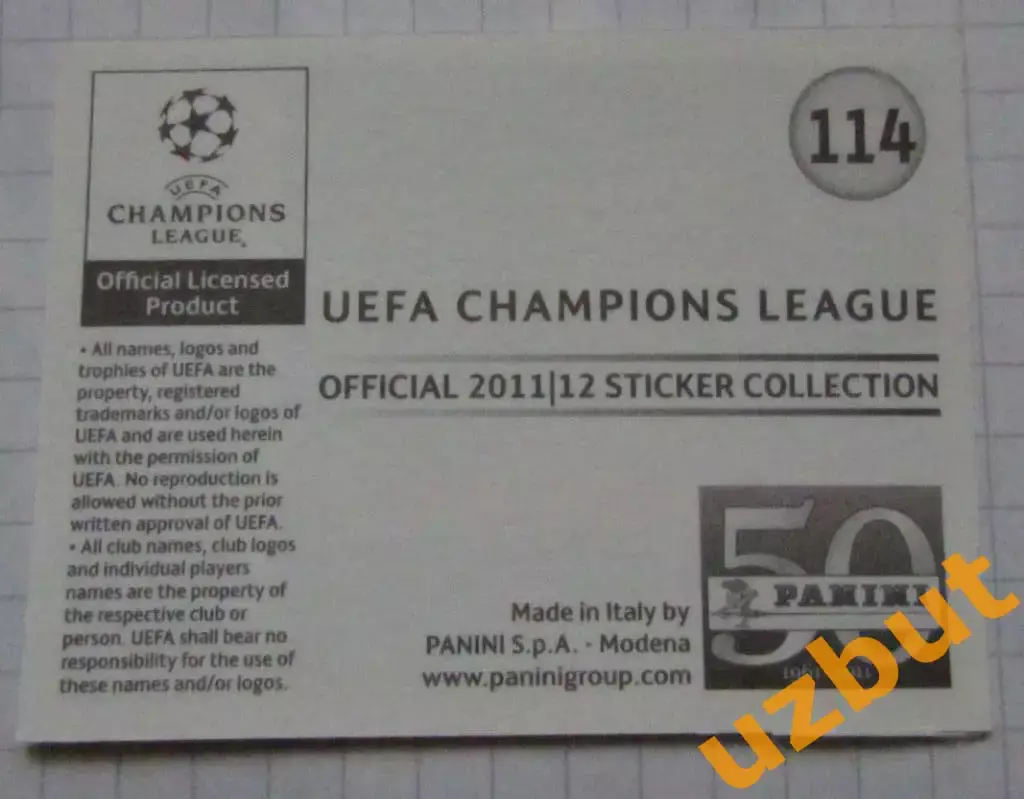 UEFA
CHAMPIONS
LEAGUE
Official Licensed
Product
• All names, logos and
trophies of UEFA are the
property, registered
trademarks and/or logos of
UEFA and are used herein
with the permission of
UEFA. No reproduction is
allowed without the prior
written approval of UEFA.
• All club names, club logos
and individual players
names are the property of
the respective club or
person. UEFA shall bear no
responsibility for the use of
these names and/or logos.
114
UEFA CHAMPIONS LEAGUE
OFFICIAL 2011|12 STICKER COLLECTION
Made in Italy by
PANINI S.p.A. - Modena
www.paninigroup.com
50
PANINI
uzbut